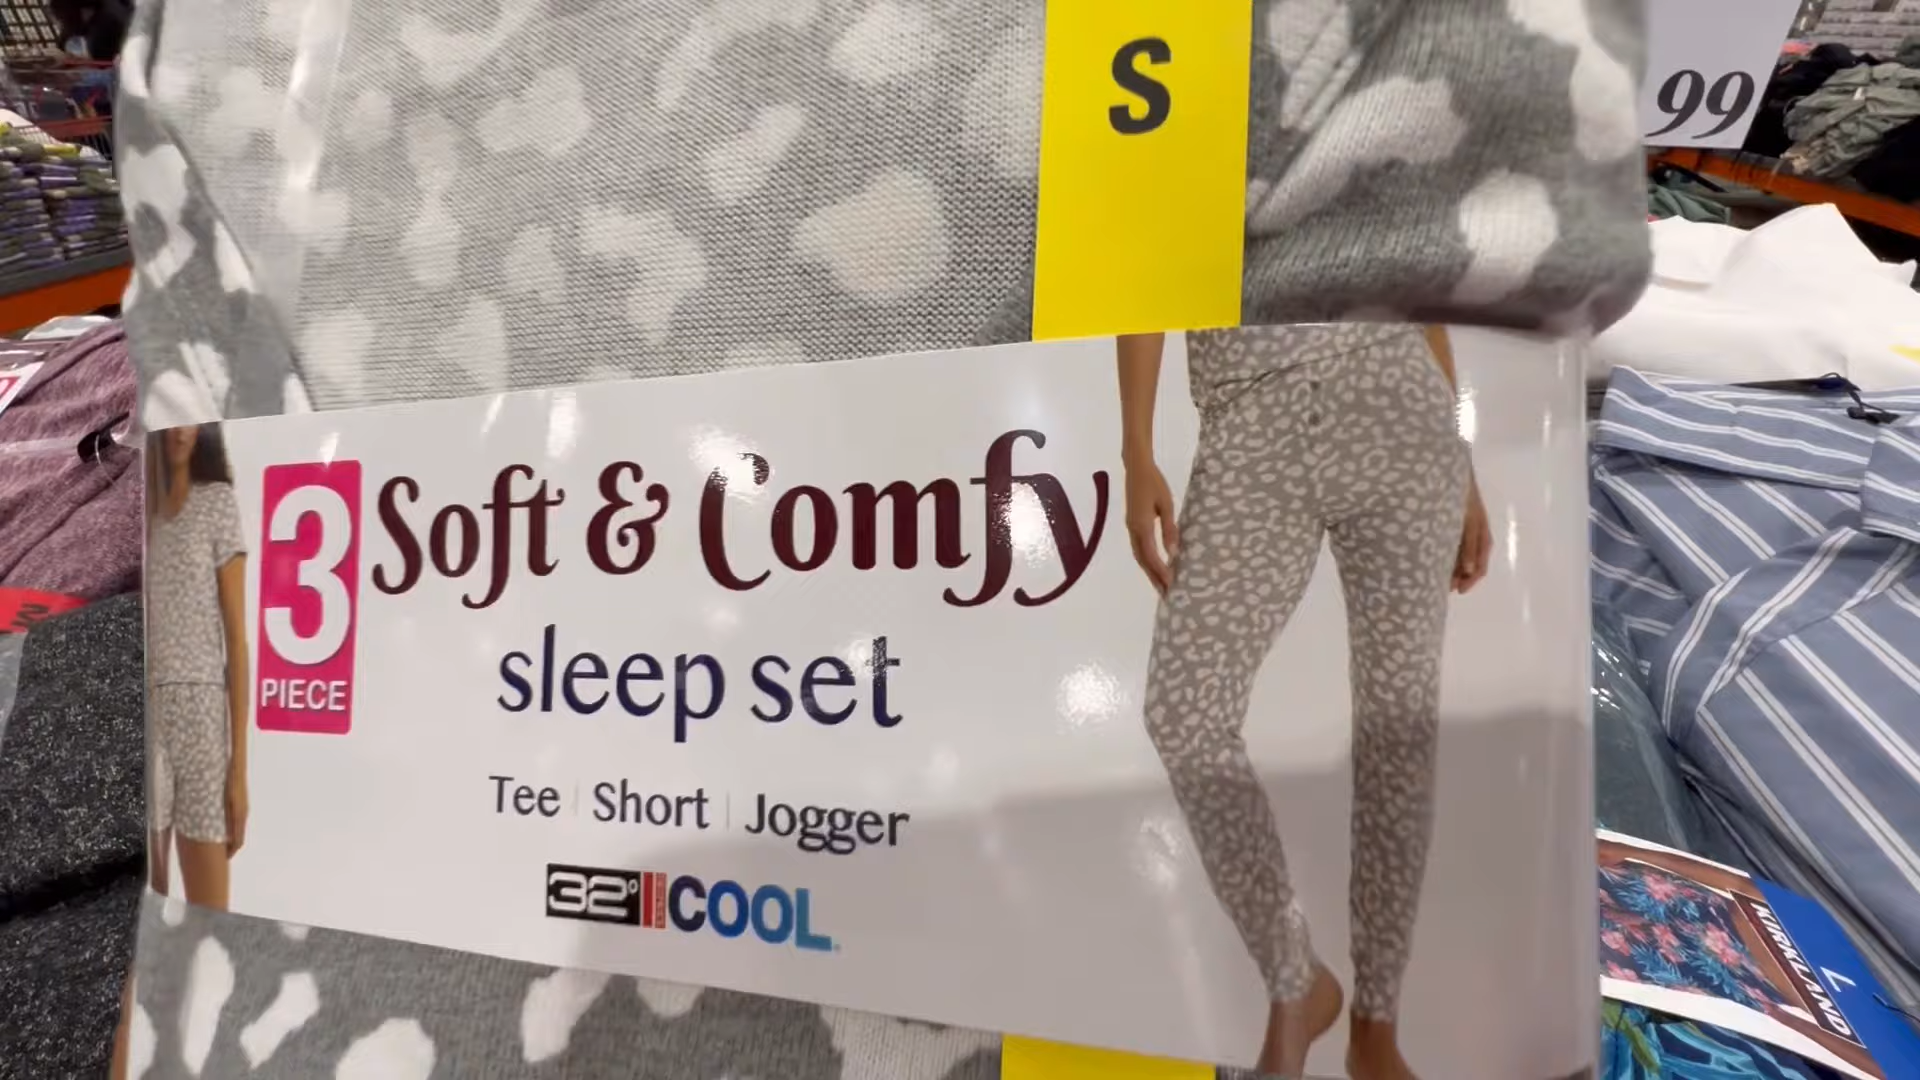 S
99
3
PIECE
Soft & Comfy
sleep set
Tee | Short | Jogger
32° COOL
KIRKLAND
L